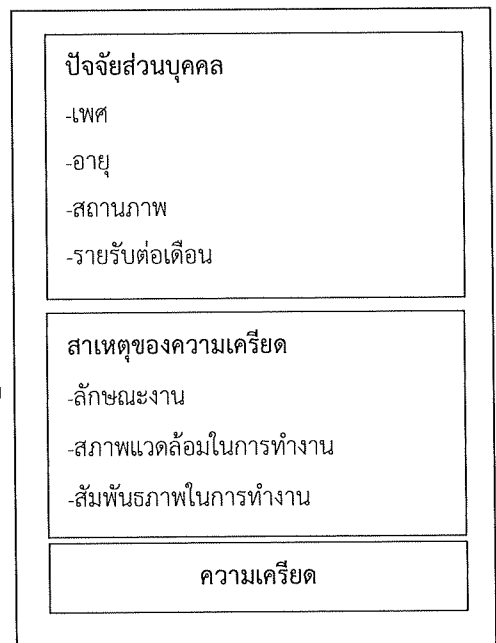 ปัจจัยส่วนบุคคล
-เพศ
-อายุ
-สถานภาพ
-รายรับต่อเดือน
สาเหตุของความเครียด
-ลักษณะงาน
-สภาพแวดล้อมในการทำงาน
-สัมพันธภาพในการทำงาน
ความเครียด